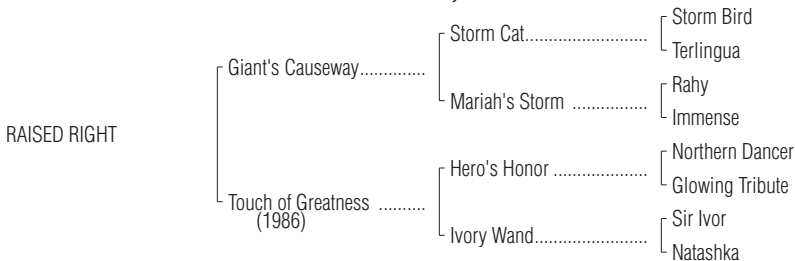 Storm Bird
Storm Cat........................
Terlingua
Giant's Causeway..............
Rahy
Mariah's Storm ................
Immense
RAISED RIGHT
Northern Dancer
Hero's Honor ....................
Glowing Tribute
Touch of Greatness ..........
(1986)
Sir Ivor
Ivory Wand........................
Natashka